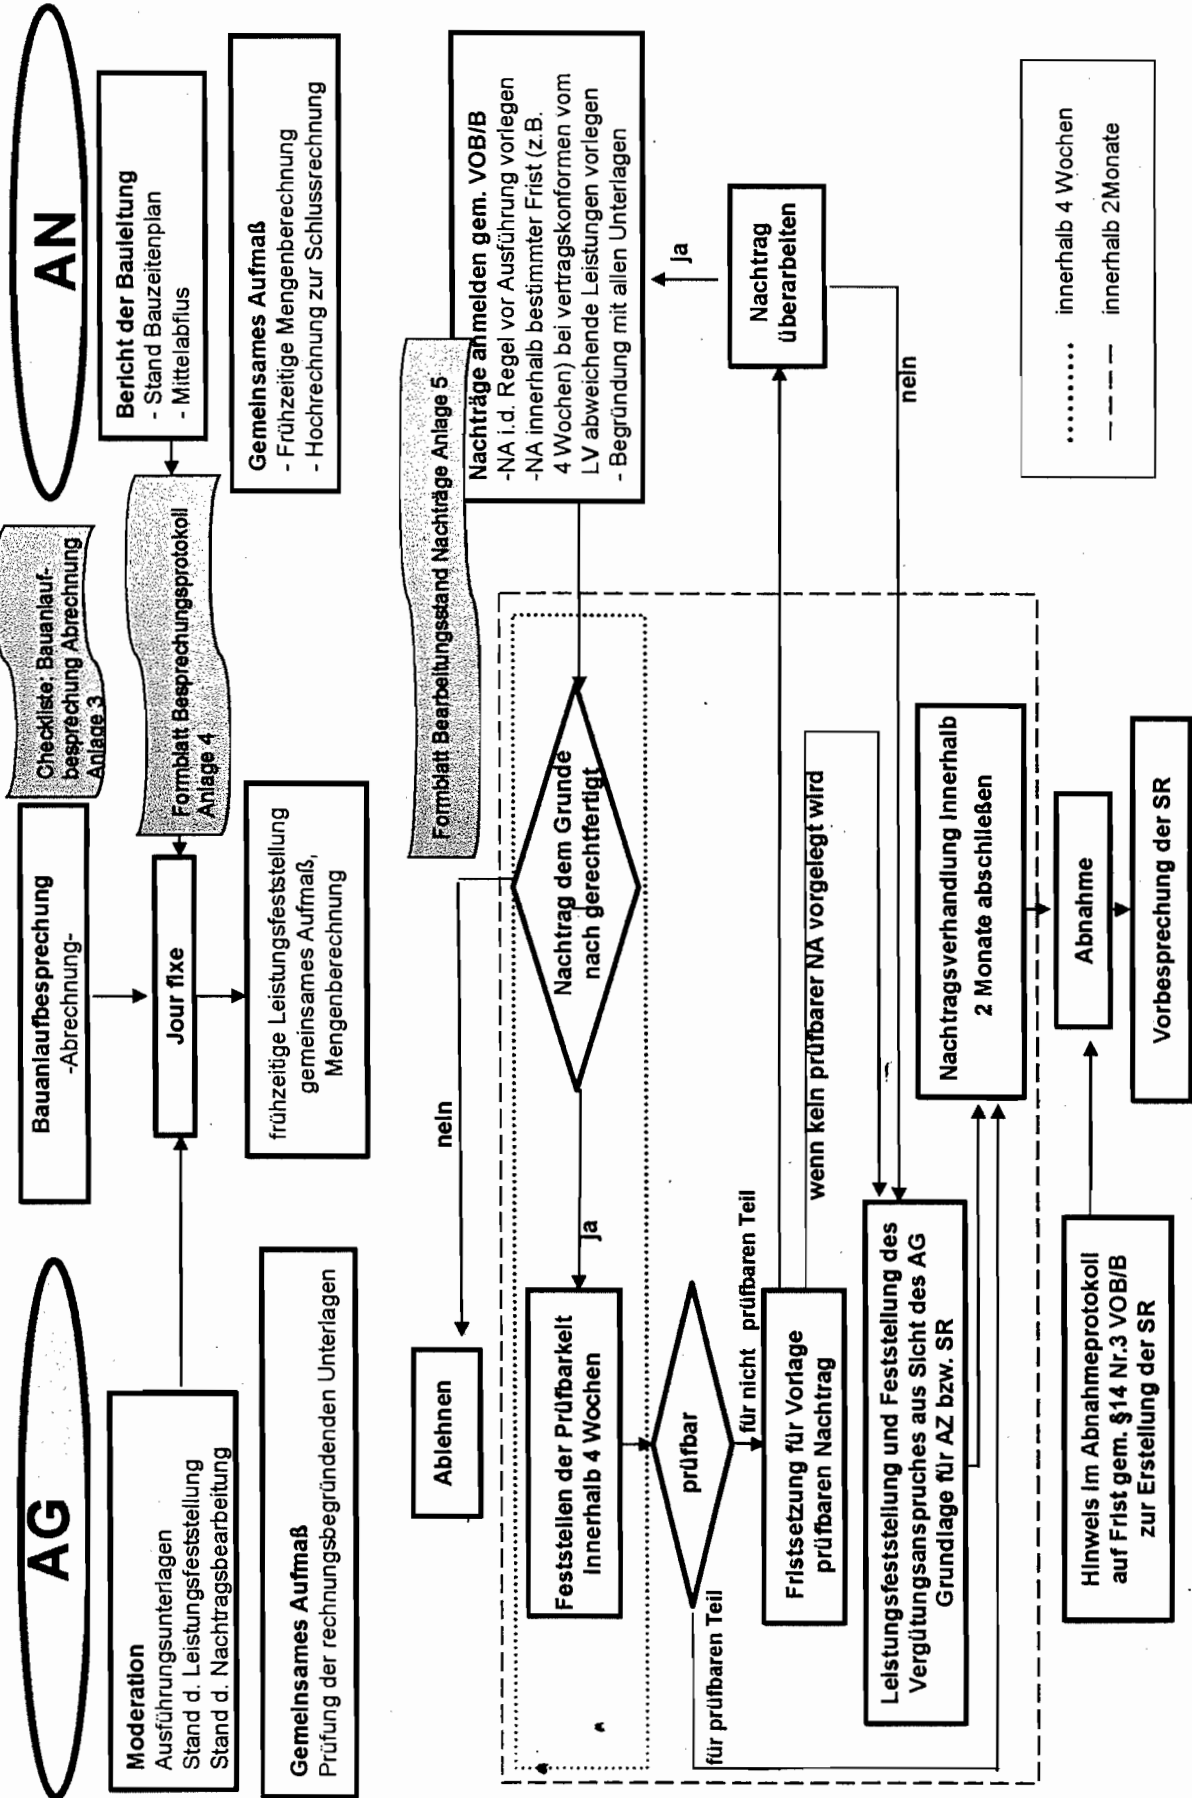 AG
AN
Bauanlaufbesprechung
-Abrechnung-
Checkliste: Bauanlauf-
besprechung Abrechnung
Anlage 3
Moderation
Ausführungsunterlagen
Stand d. Leistungsfeststellung
Stand d. Nachtragsbearbeitung
Jour fixe
Formblatt Besprechungsprotokoll
Anlage 4
Bericht der Bauleitung
- Stand Bauzeitenplan
- Mittelabflus
Gemeinsames Aufmaß
Prüfung der rechnungsbegründenden Unterlagen
frühzeitige Leistungsfeststellung
gemeinsames Aufmaß,
Mengenberechnung
Gemeinsames Aufmaß
- Frühzeitige Mengenberechnung
- Hochrechnung zur Schlussrechnung
Formblatt Bearbeitungsstand Nachträge Anlage 5
Nachträge anmelden gem. VOB/B
-NA i.d. Regel vor Ausführung vorlegen
-NA innerhalb bestimmter Frist (z.B.
4 Wochen) bei vertragskonformen vom
LV abweichende Leistungen vorlegen
- Begründung mit allen Unterlagen
Ablehnen
nein
Nachtrag dem Grunde
nach gerechtfertigt
ja
Feststellen der Prüfbarkeit
Innerhalb 4 Wochen
prüfbar
für prüfbaren Teil
für nicht prüfbaren Teil
Fristsetzung für Vorlage
prüfbaren Nachtrag
wenn kein prüfbarer NA vorgelegt wird
Nachtrag
überarbeiten
ja
nein
Leistungsfeststellung und Feststellung des
Vergütungsanspruches aus Sicht des AG
Grundlage für AZ bzw. SR
Nachtragsverhandlung Innerhalb
2 Monate abschließen
Hinweis im Abnahmeprotokoll
auf Frist gem. §14 Nr.3 VOB/B
zur Erstellung der SR
Abnahme
Vorbesprechung der SR
innerhalb 4 Wochen
innerhalb 2Monate